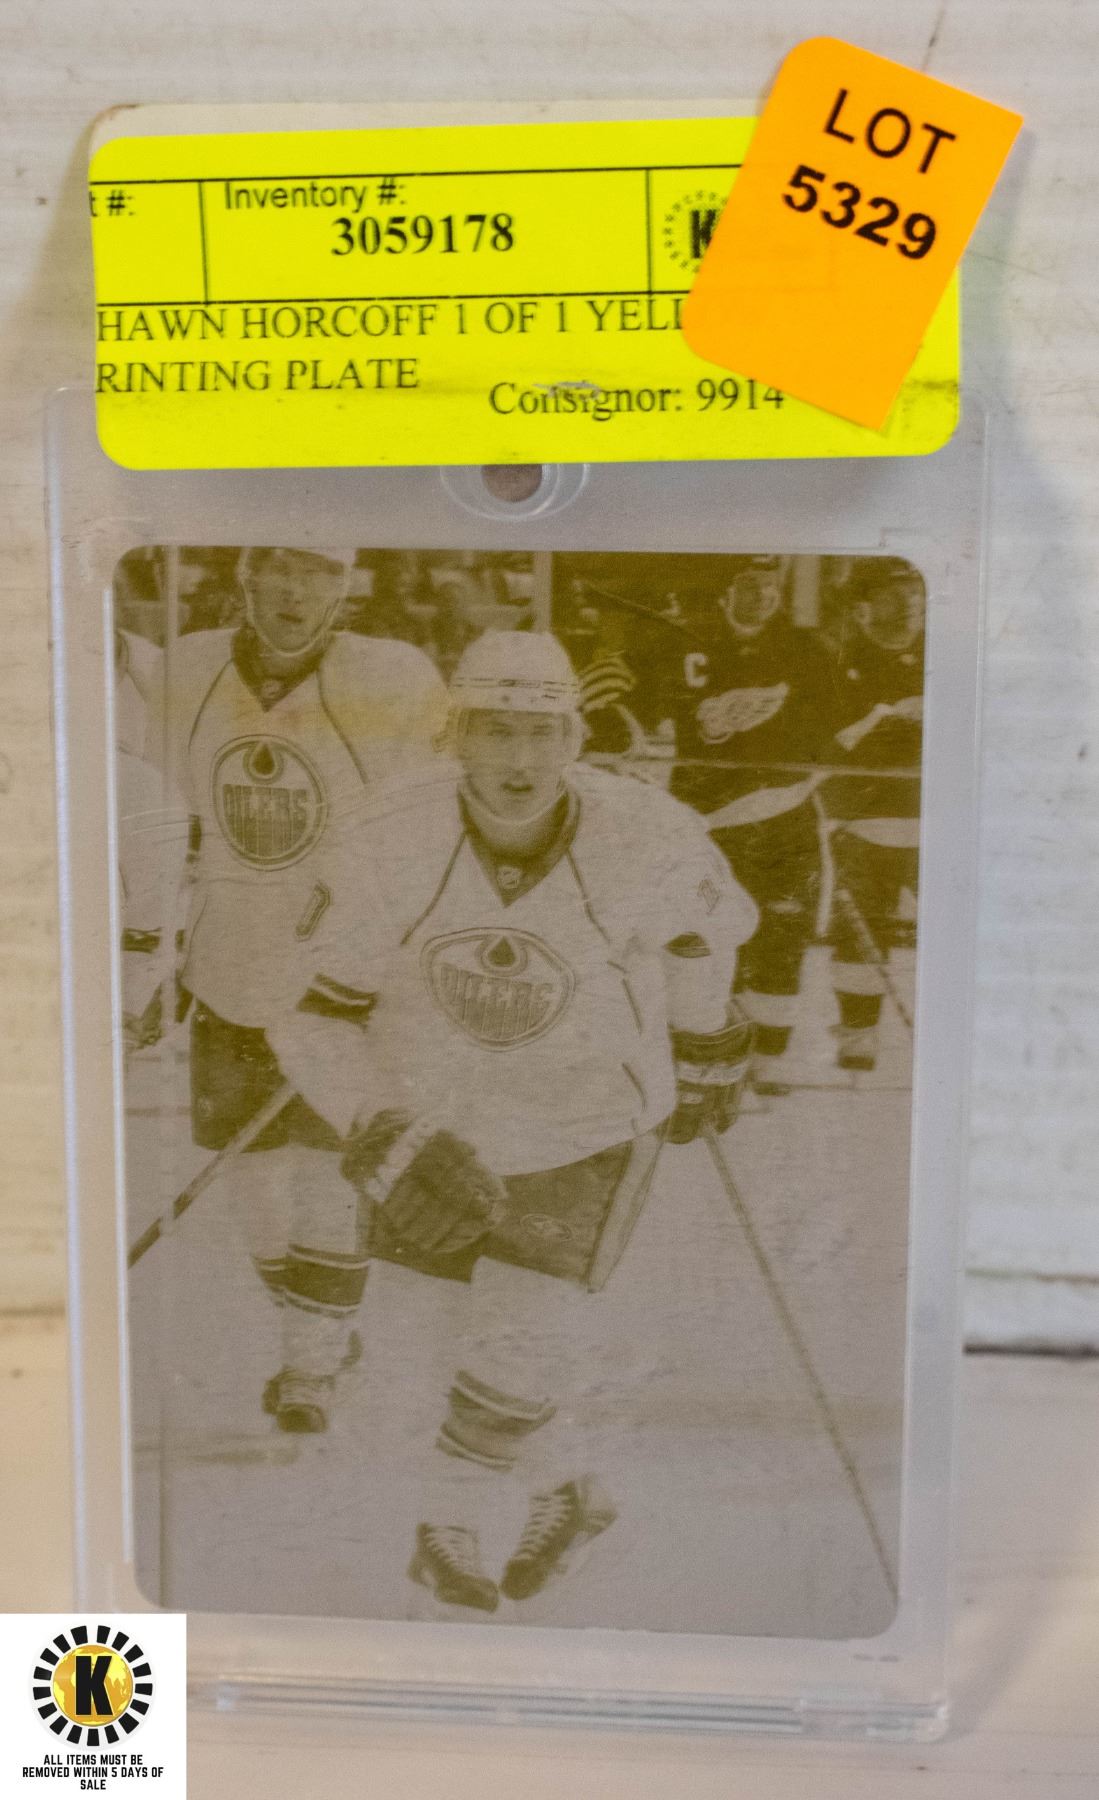 LOT
5329
t #:
Inventory #:
3059178
K
HAWN HORCOFF 1 OF 1 YELL
RINTING PLATE
Consignor: 9914
C
OILERS
OILERS
K
ALL ITEMS MUST BE
REMOVED WITHIN 5 DAYS OF
SALE